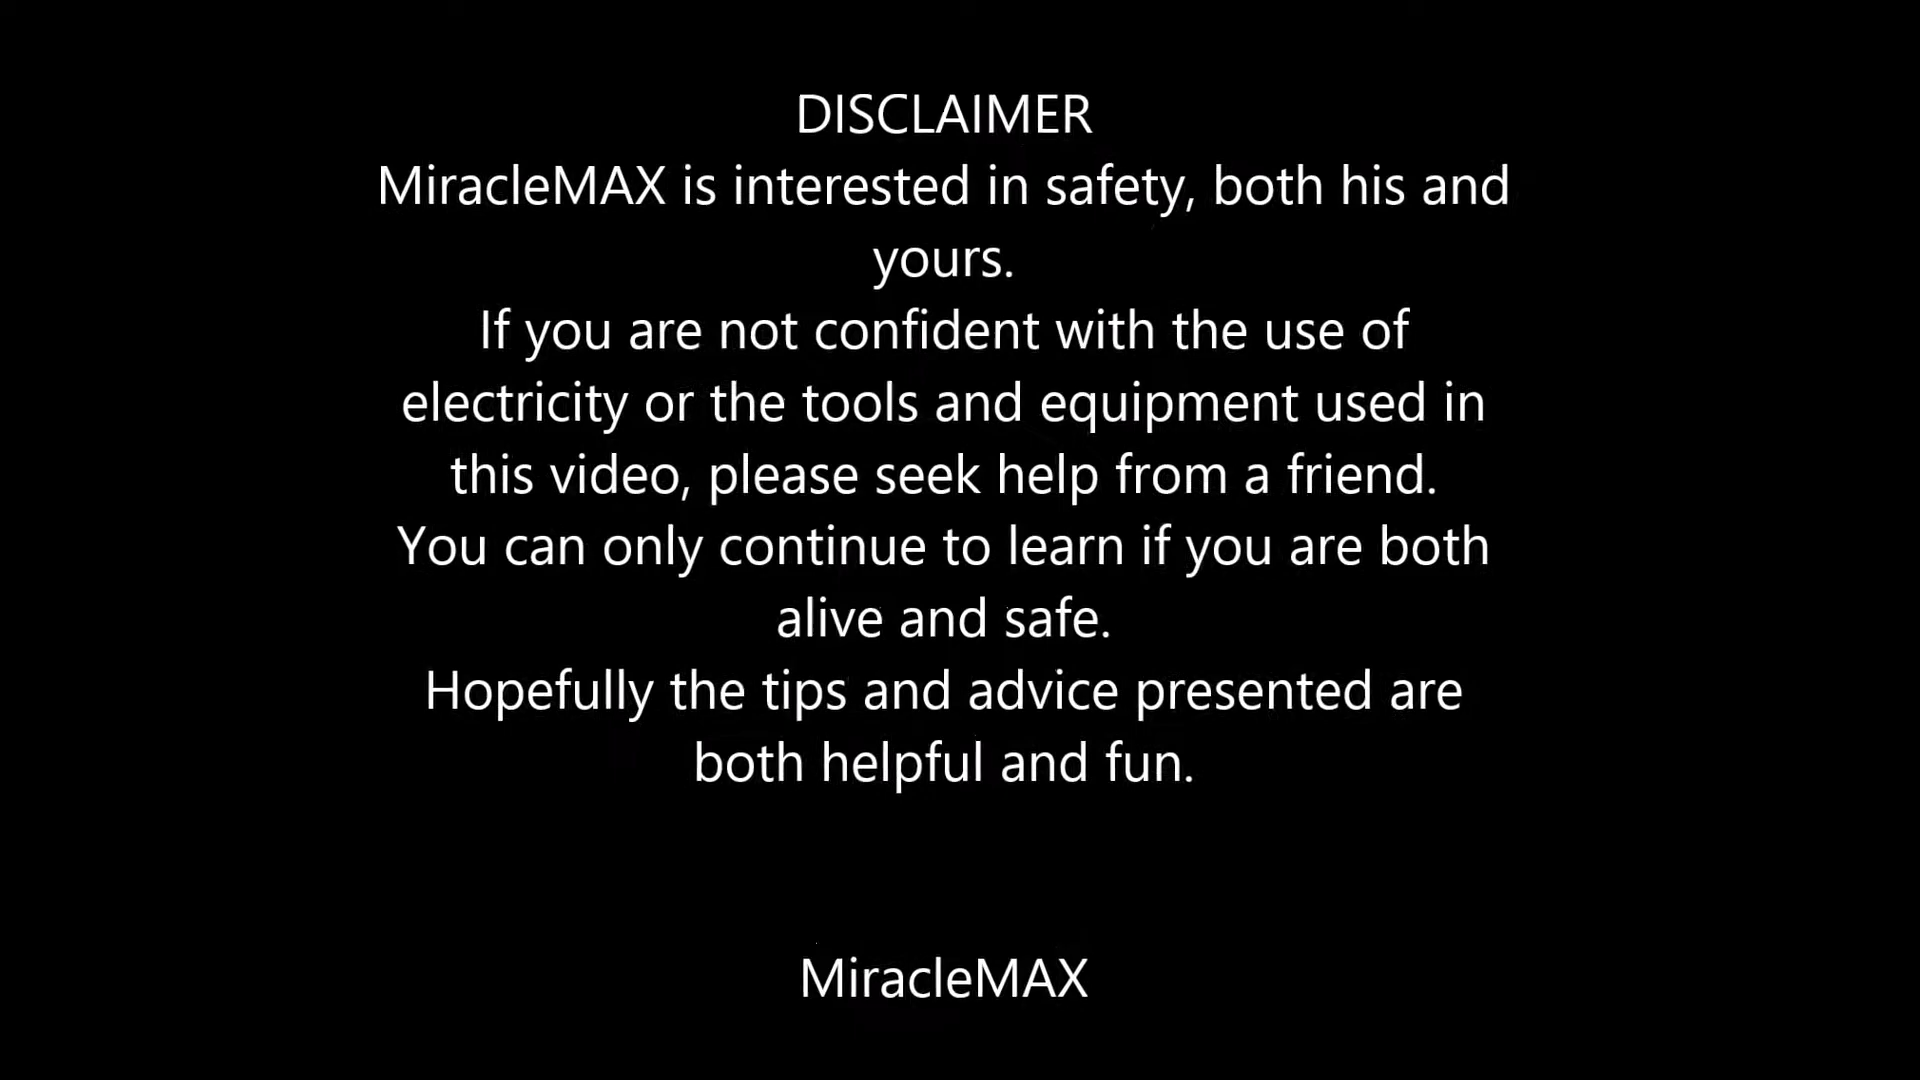 DISCLAIMER
MiracleMAX is interested in safety, both his and
yours.
If you are not confident with the use of
electricity or the tools and equipment used in
this video, please seek help from a friend.
You can only continue to learn if you are both
alive and safe.
Hopefully the tips and advice presented are
both helpful and fun.
MiracleMAX